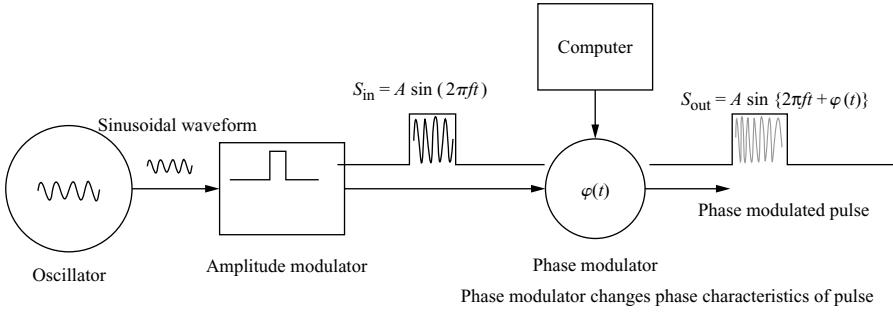 Computer
S_in = A sin (2πft)
S_out = A sin {2πft + φ(t)}
Sinusoidal waveform
φ(t)
Phase modulated pulse
Oscillator
Amplitude modulator
Phase modulator
Phase modulator changes phase characteristics of pulse